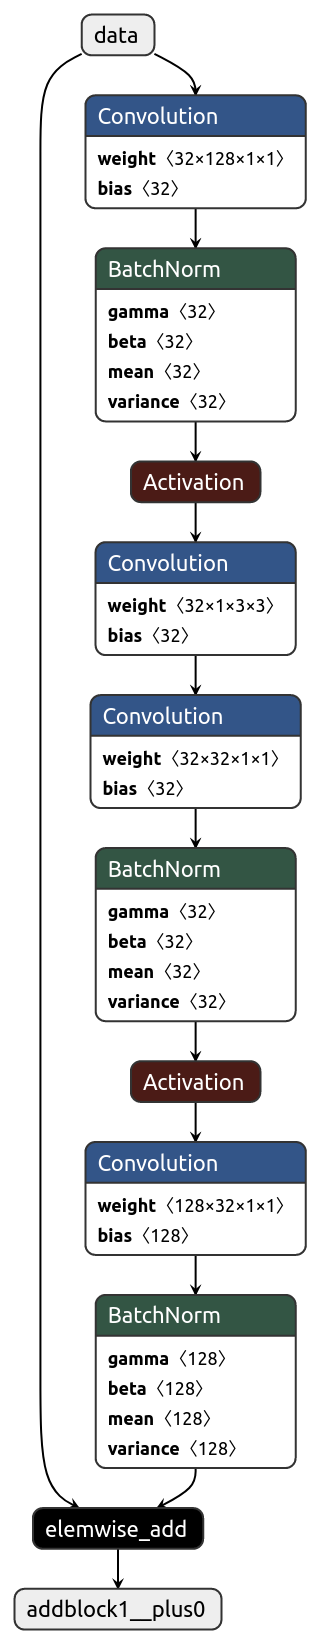 data
Convolution
weight〈32×128×1×1〉
bias〈32〉
BatchNorm
gamma〈32〉
beta〈32〉
mean〈32〉
variance〈32〉
Activation
Convolution
weight〈32×1×3×3〉
bias〈32〉
Convolution
weight〈32×32×1×1〉
bias〈32〉
BatchNorm
gamma〈32〉
beta〈32〉
mean〈32〉
variance〈32〉
Activation
Convolution
weight〈128×32×1×1〉
bias〈128〉
BatchNorm
gamma〈128〉
beta〈128〉
mean〈128〉
variance〈128〉
elemwise_add
addblock1__plus0